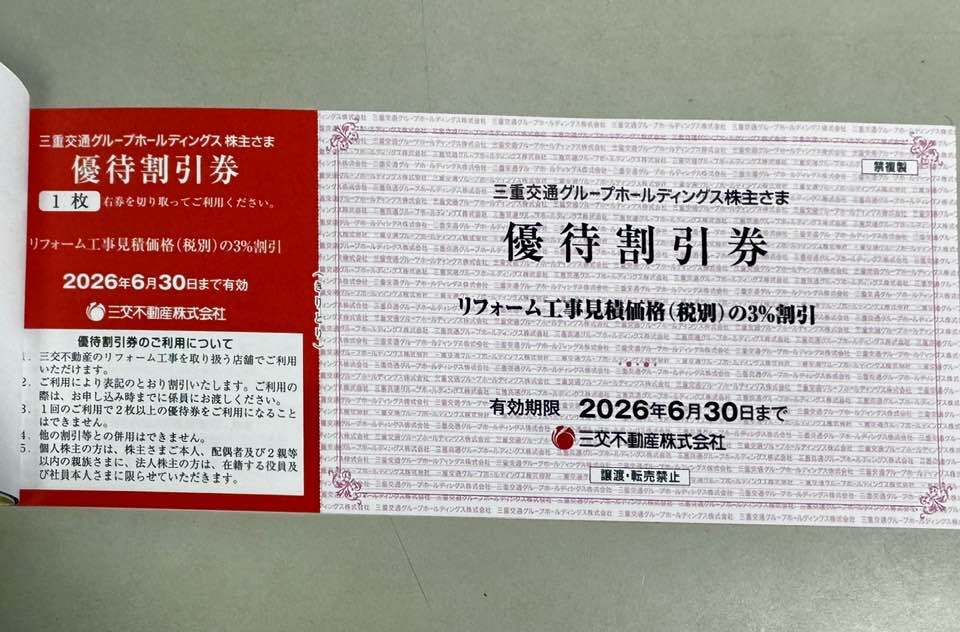 三重交通グループホールディングス 株主さま
優待割引券
1枚 右券を切り取ってご利用ください。
リフォーム工事見積価格(税別)の3%割引
2026年6月30日まで有効
三交不動産株式会社
優待割引券のご利用について
1. 三交不動産のリフォーム工事を取り扱う店舗でご利用
いただけます。
2. ご利用により表記のとおり割引いたします。ご利用の
際は、お申し込み時までに係員にお渡しください。
3. 1回のご利用で2枚以上の優待券をご利用になること
はできません。
4. 他の割引等との併用はできません。
5. 個人株主の方は、株主さまご本人、配偶者及び2親等
以内の親族さまに、法人株主の方は、在籍する役員及
び社員本人さまに限らせていただきます。
(きりとり)
禁複製
三重交通グループホールディングス株主さま
優待割引券
リフォーム工事見積価格(税別)の3%割引
有効期限 2026年6月30日まで
三交不動産株式会社
譲渡・転売禁止